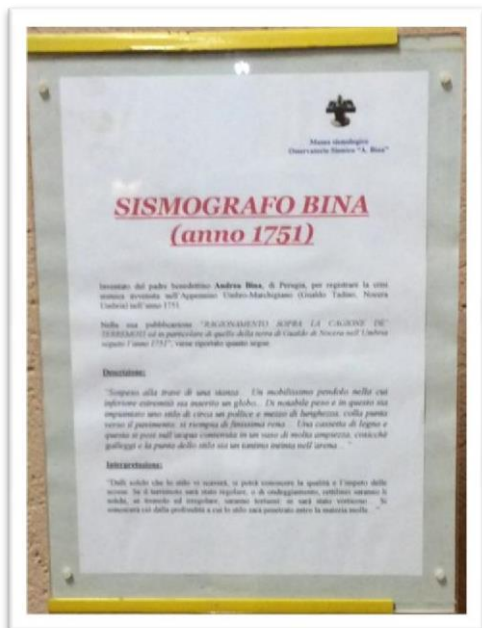 Museo sismologico
Osservatorio Sismico "A. Bina"
SISMOGRAFO BINA
(anno 1751)
Inventato dal padre benedettino Andrea Bina, di Perugia, per registrare la crisi
sismica avvenuta sull'Appennino Umbro-Marchigiano (Gualdo Tadino, Nocera
Umbra) nell'anno 1751.
Nella sua pubblicazione "RAGIONAMENTO SOPRA LA CAGIONE DE'
TERREMOTI ed in particolare di quello della terra di Gualdo di Nocera nell'Umbria
seguito l'anno 1751", viene riportato quanto segue:
Descrizione:
"Sospeso alla trave di una stanza... Un mobilissimo pendolo nella cui
inferiore estremità sia inserito un globo... Di notabile peso e in questo sia
impiantato uno stilo di circa un pollice e mezzo di lunghezza, colla punta
verso il pavimento, si riempia di finissima rena... Una cassetta di legno e
questa si posi sull'acqua contenuta in un vaso di molta ampiezza, cosicché
galleggi e la punta dello stilo sia un tantino immersa nell'arena..."
Interpretazione:
"Dalli solchi che lo stilo vi scaverà, si potrà conoscere la qualità e l'impeto delle
scosse. Se il terremoto sarà stato regolare, o di ondeggiamento, rettilinei saranno li
solchi, se tremolo ed irregolare, saranno tortuosi se sarà stato vorticoso. Si
conoscerà ciò dalla profondità a cui lo stilo sarà penetrato entro la materia molle..."